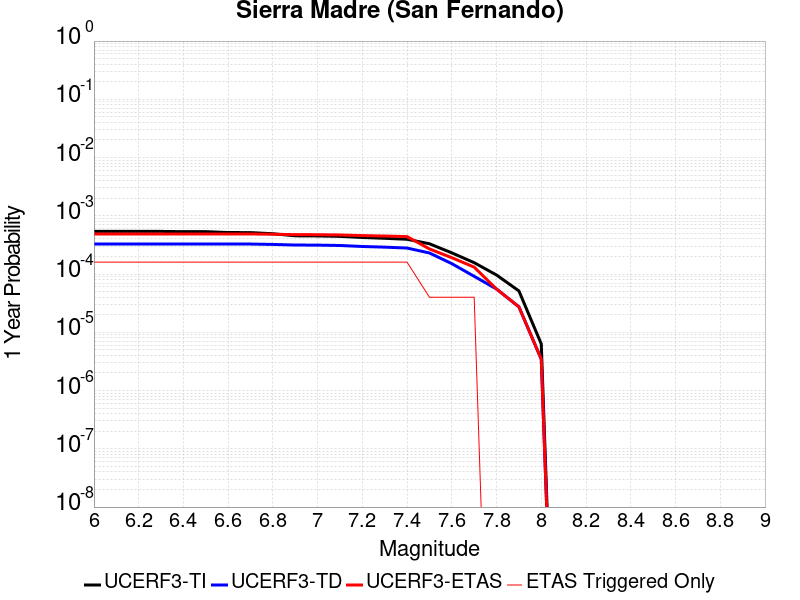 Sierra Madre (San Fernando)
10^0
10^-1
10^-2
10^-3
10^-4
10^-5
10^-6
10^-7
10^-8
1 Year Probability
6 6.2 6.4 6.6 6.8 7 7.2 7.4 7.6 7.8 8 8.2 8.4 8.6 8.8 9
Magnitude
UCERF3-TI UCERF3-TD UCERF3-ETAS ETAS Triggered Only